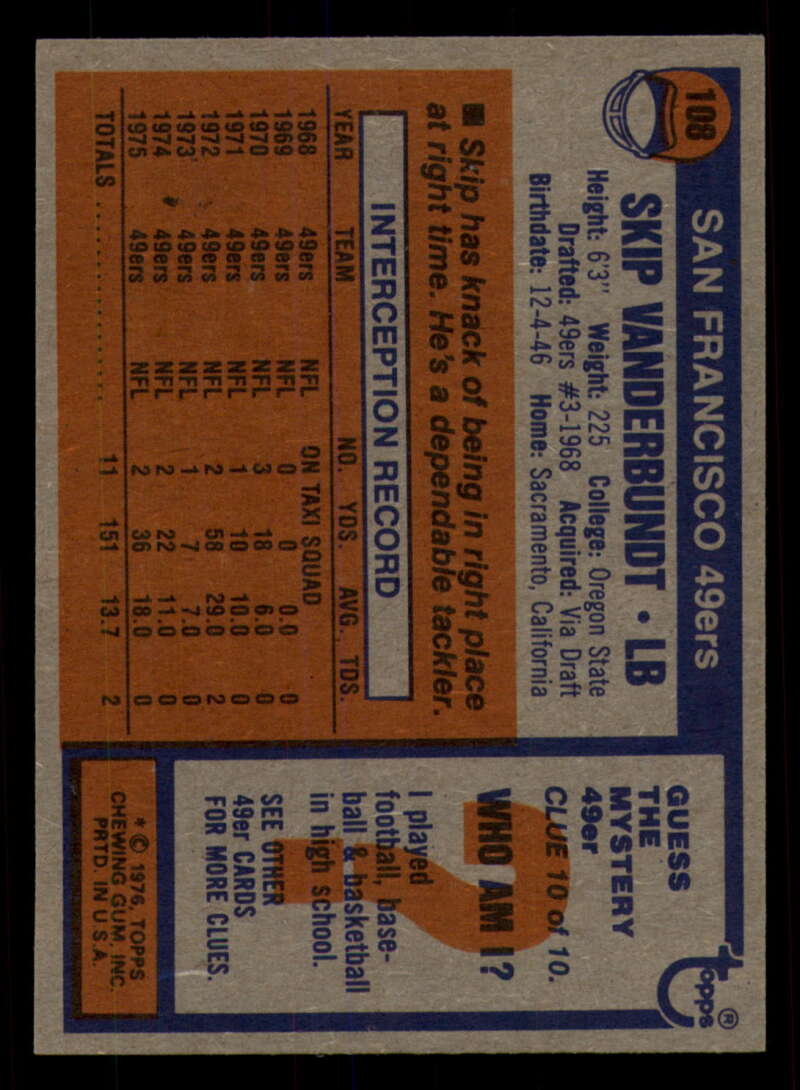 108
SAN FRANCISCO 49ers
SKIP VANDERBUNDT • LB
Height: 6'3" Weight: 225 College: Oregon State
Drafted: 49ers #3-1968 Acquired: Via Draft
Birthdate: 12-4-46 Home: Sacramento, California
■ Skip has knack of being in right place
at right time. He's a dependable tackler.
INTERCEPTION RECORD
YEAR TEAM NO. YDS. AVG. TDS.
1968 49ers NFL ON TAXI SQUAD
1969 49ers NFL 0 0 0.0 0
1970 49ers NFL 3 18 6.0 0
1971 49ers NFL 1 10 10.0 0
1972 49ers NFL 2 58 29.0 2
1973 49ers NFL 1 7 7.0 0
1974 49ers NFL 2 22 11.0 0
1975 49ers NFL 2 36 18.0 0
TOTALS .......................... 11 151 13.7 2
topps®
GUESS
THE
MYSTERY
49er
CLUE 10 of 10.
?
WHO AM I?
I played
football, base-
ball & basketball
in high school.
SEE OTHER
49er CARDS
FOR MORE CLUES.
* © 1976, TOPPS
CHEWING GUM, INC.
PRTD. IN U.S.A.